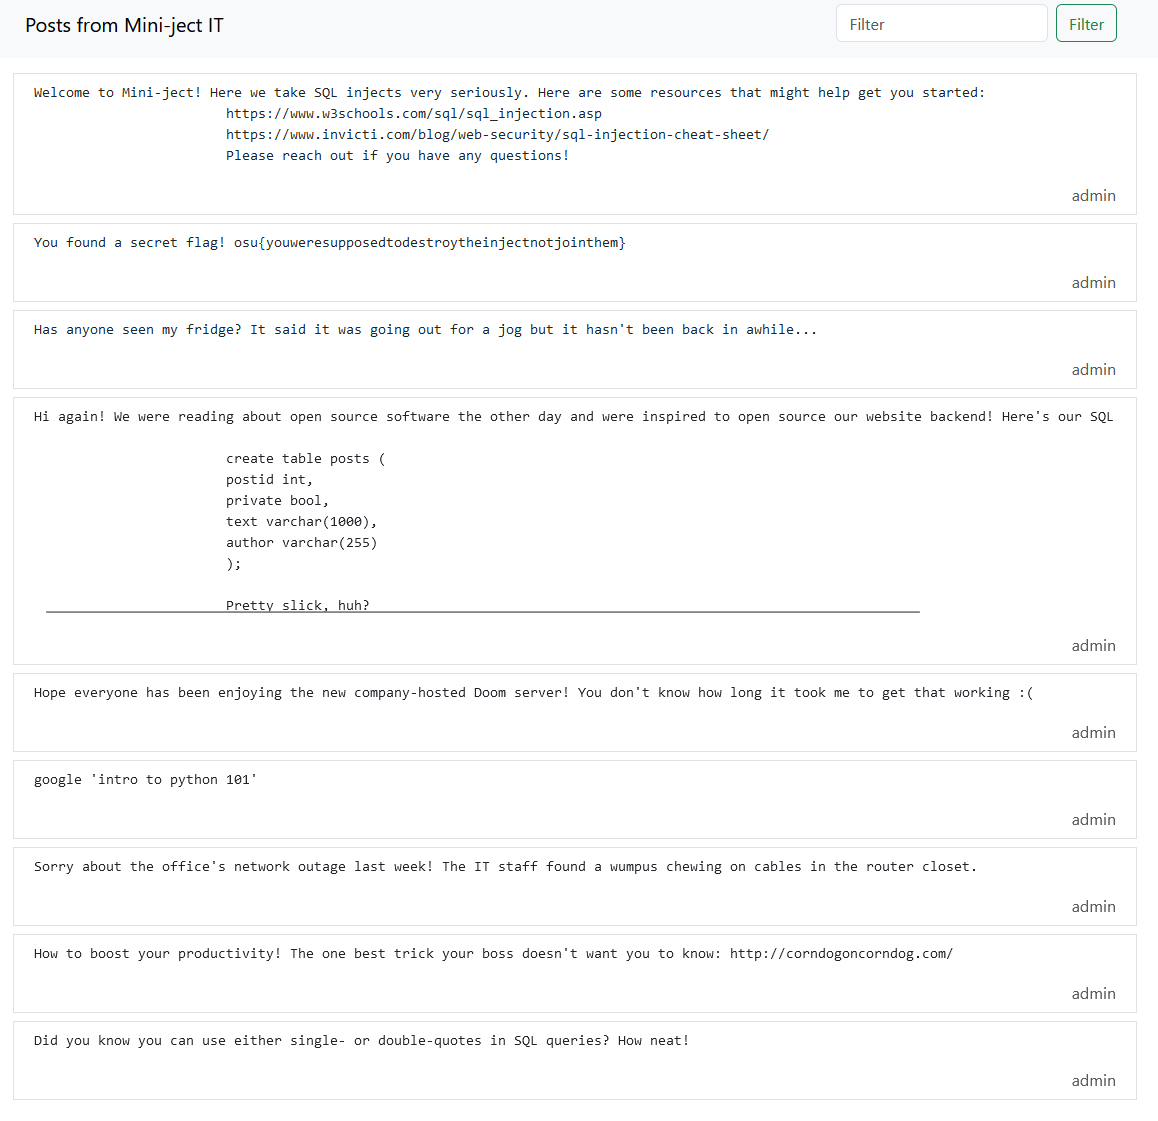 Posts from Mini-ject IT
Filter
Filter
Welcome to Mini-ject! Here we take SQL injects very seriously. Here are some resources that might help get you started:
https://www.w3schools.com/sql/sql_injection.asp
https://www.invicti.com/blog/web-security/sql-injection-cheat-sheet/
Please reach out if you have any questions!
admin
You found a secret flag! osu{youweresupposedtodestroytheinjectnotjointhem}
admin
Has anyone seen my fridge? It said it was going out for a jog but it hasn't been back in awhile...
admin
Hi again! We were reading about open source software the other day and were inspired to open source our website backend! Here's our SQL
create table posts (
postid int,
private bool,
text varchar(1000),
author varchar(255)
);
Pretty slick, huh?
admin
Hope everyone has been enjoying the new company-hosted Doom server! You don't know how long it took me to get that working :(
admin
google 'intro to python 101'
admin
Sorry about the office's network outage last week! The IT staff found a wumpus chewing on cables in the router closet.
admin
How to boost your productivity! The one best trick your boss doesn't want you to know: http://corndogoncorndog.com/
admin
Did you know you can use either single- or double-quotes in SQL queries? How neat!
admin